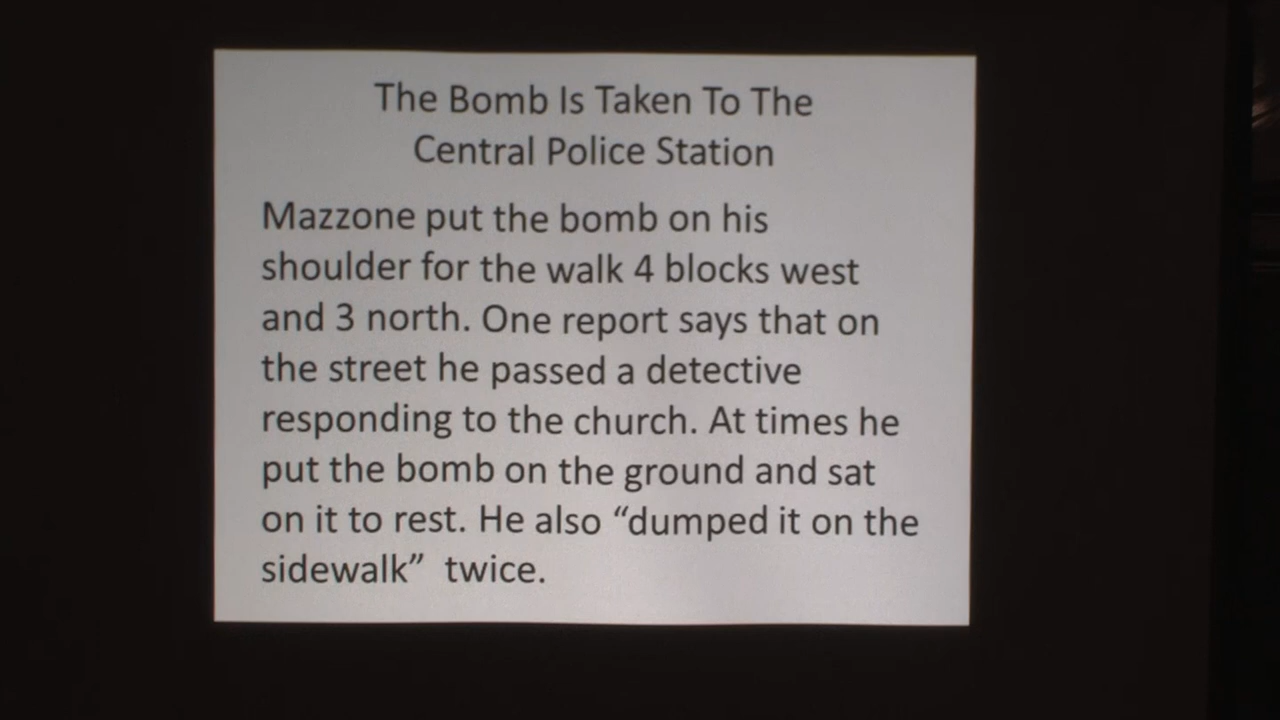 The Bomb Is Taken To The
Central Police Station
Mazzone put the bomb on his
shoulder for the walk 4 blocks west
and 3 north. One report says that on
the street he passed a detective
responding to the church. At times he
put the bomb on the ground and sat
on it to rest. He also “dumped it on the
sidewalk”  twice.